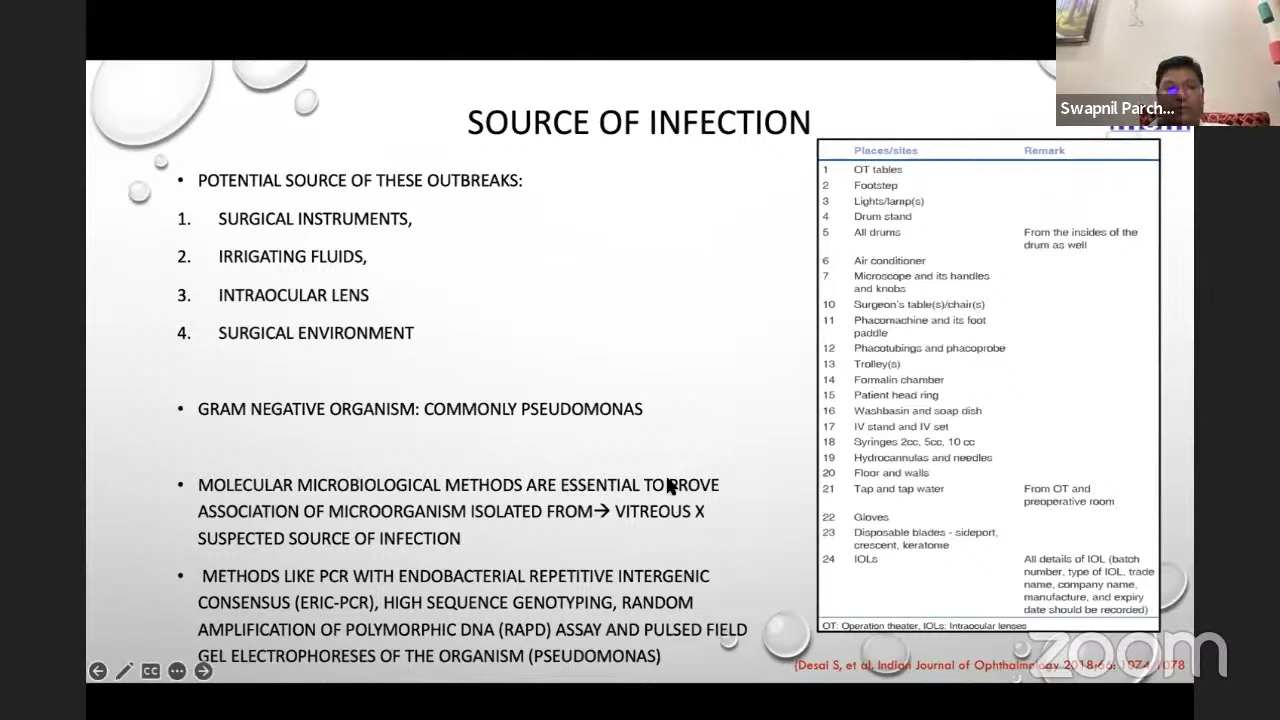 Swapnil Parch...
SOURCE OF INFECTION
• POTENTIAL SOURCE OF THESE OUTBREAKS:
1. SURGICAL INSTRUMENTS,
2. IRRIGATING FLUIDS,
3. INTRAOCULAR LENS
4. SURGICAL ENVIRONMENT
• GRAM NEGATIVE ORGANISM: COMMONLY PSEUDOMONAS
• MOLECULAR MICROBIOLOGICAL METHODS ARE ESSENTIAL TO PROVE
ASSOCIATION OF MICROORGANISM ISOLATED FROM→ VITREOUS X
SUSPECTED SOURCE OF INFECTION
• METHODS LIKE PCR WITH ENDOBACTERIAL REPETITIVE INTERGENIC
CONSENSUS (ERIC-PCR), HIGH SEQUENCE GENOTYPING, RANDOM
AMPLIFICATION OF POLYMORPHIC DNA (RAPD) ASSAY AND PULSED FIELD
GEL ELECTROPHORESES OF THE ORGANISM (PSEUDOMONAS)
Places/sites Remark
1 OT tables
2 Footstep
3 Lights/lamp(s)
4 Drum stand
5 All drums From the insides of the
drum as well
6 Air conditioner
7 Microscope and its handles
and knobs
10 Surgeon's table(s)/chair(s)
11 Phacomachine and its foot
paddle
12 Phacotubings and phacoprobe
13 Trolley(s)
14 Formalin chamber
15 Patient head ring
16 Washbasin and soap dish
17 IV stand and IV set
18 Syringes 2cc, 5cc, 10 cc
19 Hydrocannulas and needles
20 Floor and walls
21 Tap and tap water From OT and
preoperative room
22 Gloves
23 Disposable blades - sideport,
crescent, keratome
24 IOLs All details of IOL (batch
number, type of IOL, trade
name, company name,
manufacture, and expiry
date should be recorded)
OT: Operation theater, IOLs: Intraocular lenses
(Desai S, et al. Indian Journal of Ophthalmology 2018;66: 1074-1078
CC
zoom